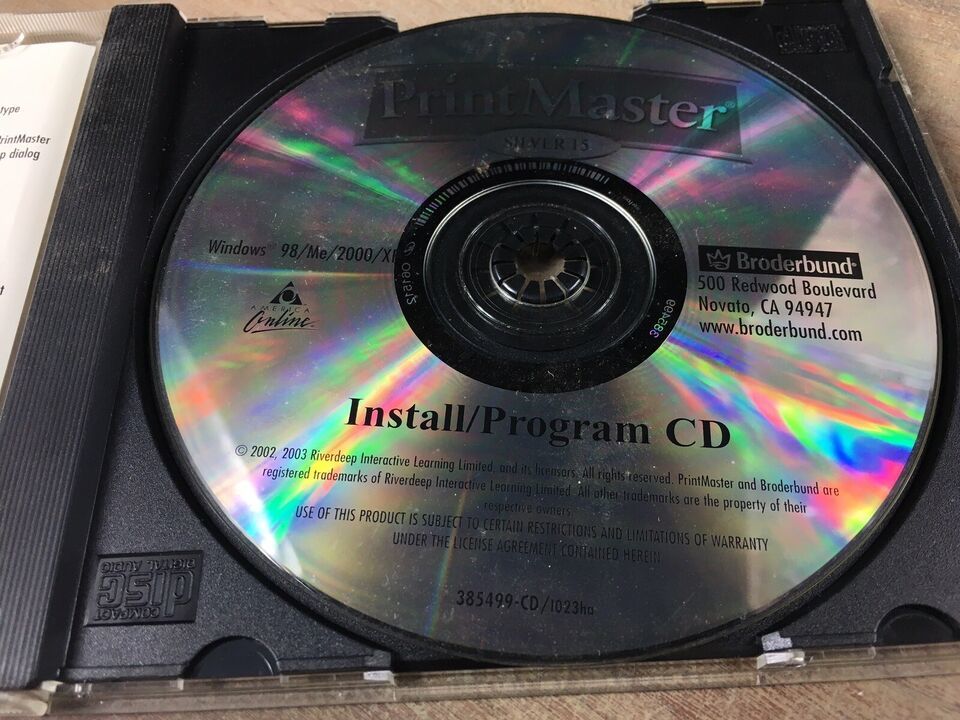 type
PrintMaster
p dialog
t
PrintMaster®
SILVER 15
Windows® 98/Me/2000/XP
AMERICA
Online
Broderbund®
500 Redwood Boulevard
Novato, CA 94947
www.broderbund.com
385499
Install/Program CD
© 2002, 2003 Riverdeep Interactive Learning Limited, and its licensors. All rights reserved. PrintMaster and Broderbund are
registered trademarks of Riverdeep Interactive Learning Limited. All other trademarks are the property of their
respective owners.
USE OF THIS PRODUCT IS SUBJECT TO CERTAIN RESTRICTIONS AND LIMITATIONS OF WARRANTY
UNDER THE LICENSE AGREEMENT CONTAINED HEREIN
385499-CD/1023ha
COMPACT
disc
DIGITAL AUDIO